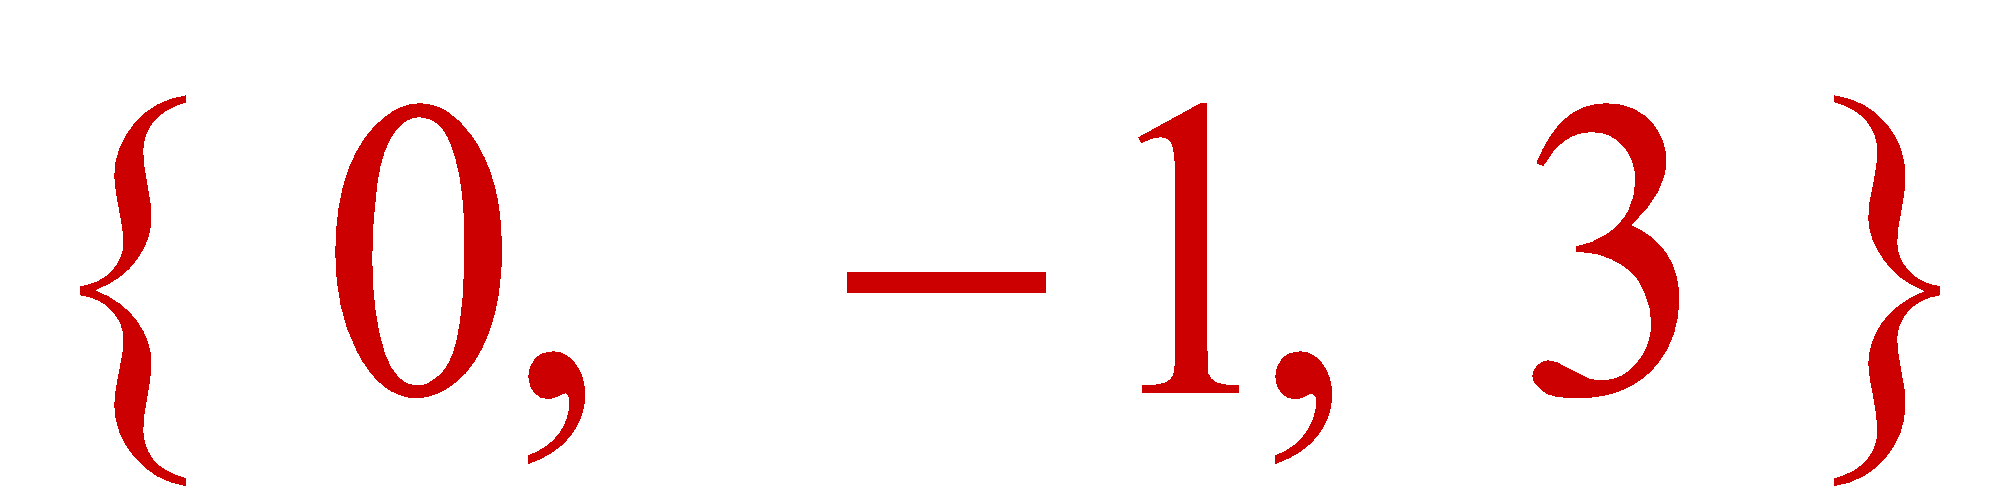 { 0, −1, 3 }